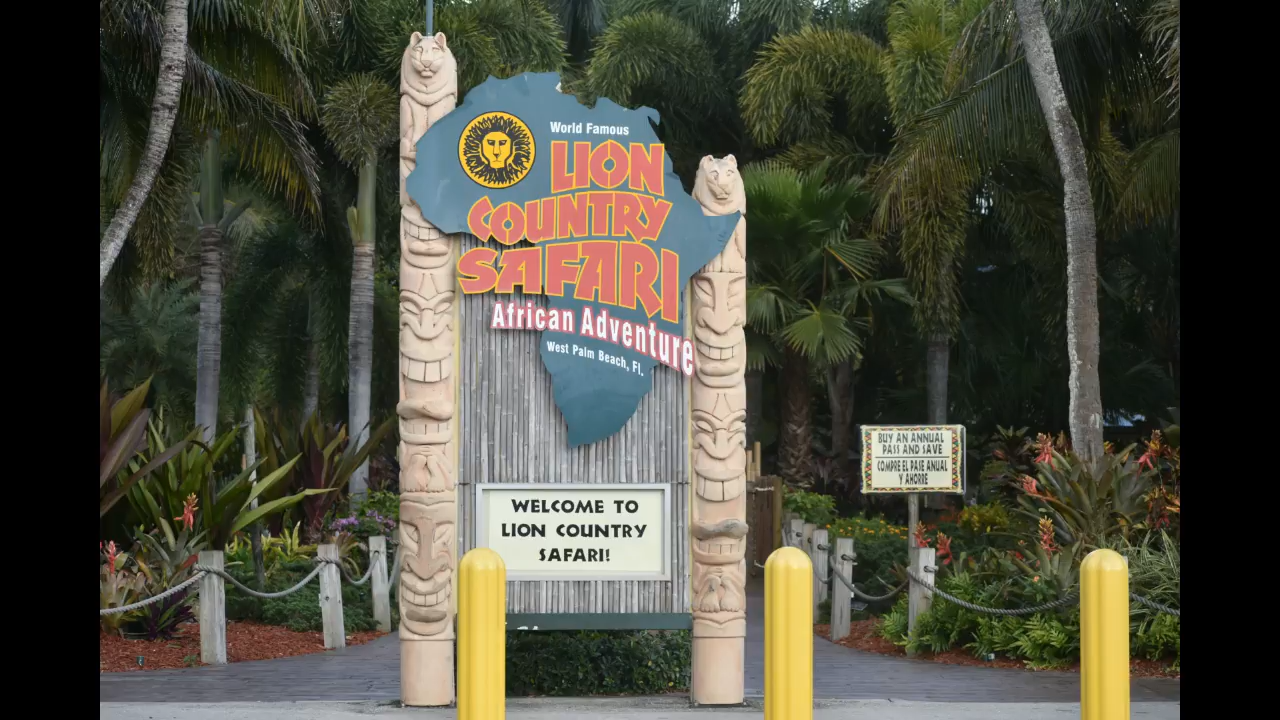 World Famous
LION
COUNTRY
SAFARI
African Adventure
West Palm Beach, Fl.
WELCOME TO
LION COUNTRY
SAFARI!
BUY AN ANNUAL
PASS AND SAVE
COMPRE EL PASE ANUAL
Y AHORRE